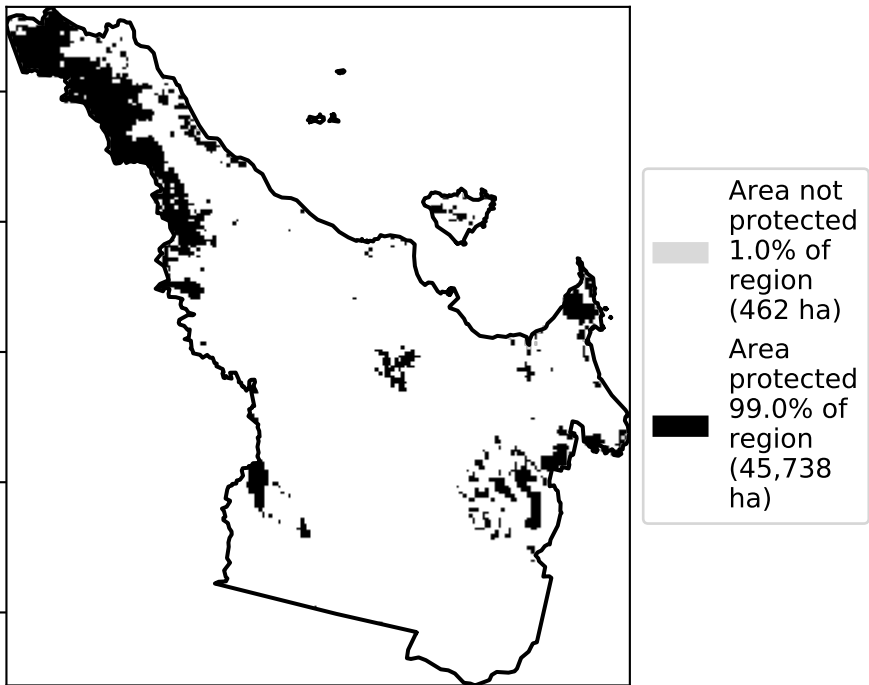 Area not
protected
1.0% of
region
(462 ha)
Area
protected
99.0% of
region
(45,738
ha)